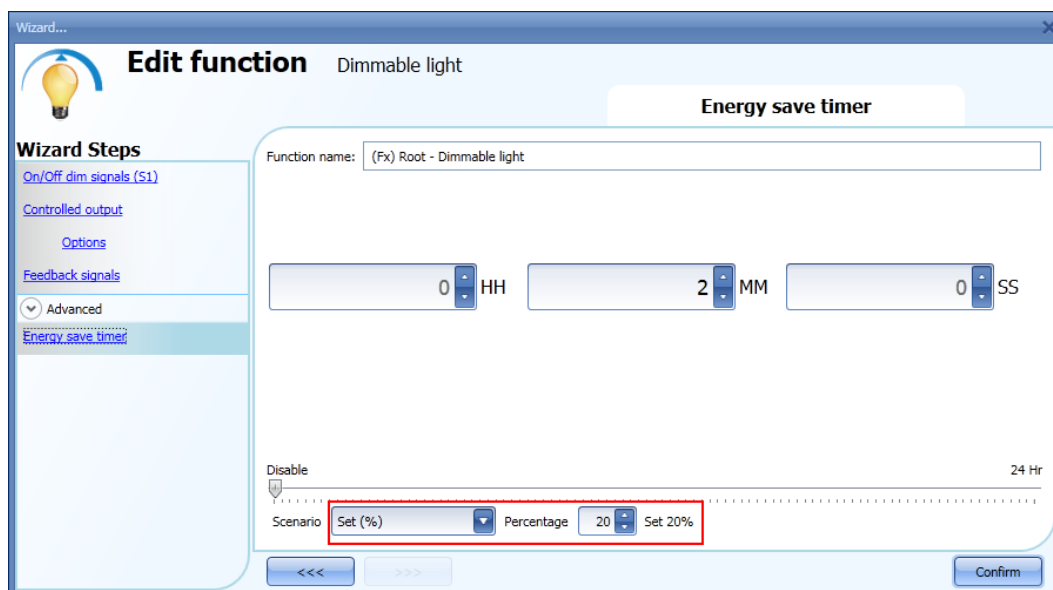 Wizard...
Edit function Dimmable light
Energy save timer
Wizard Steps
On/Off dim signals (S1)
Controlled output
Options
Feedback signals
Advanced
Energy save timer
Function name: (Fx) Root - Dimmable light
0 HH 2 MM 0 SS
Disable 24 Hr
Scenario Set (%) Percentage 20 Set 20%
<<< >>> Confirm